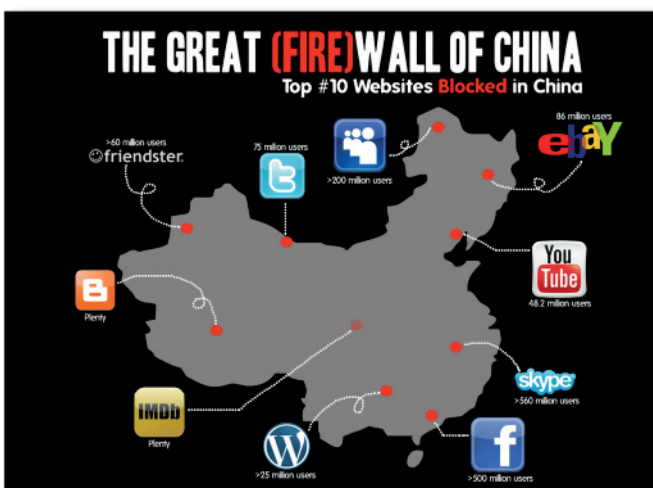 THE GREAT (FIRE)WALL OF CHINA
Top #10 Websites Blocked in China
>60 million users
friendster
75 million users
t
>200 million users
86 million users
ebaY
You
Tube
48.2 million users
B
Plenty
skype
>560 million users
IMDb
Plenty
W
>25 million users
f
>500 million users